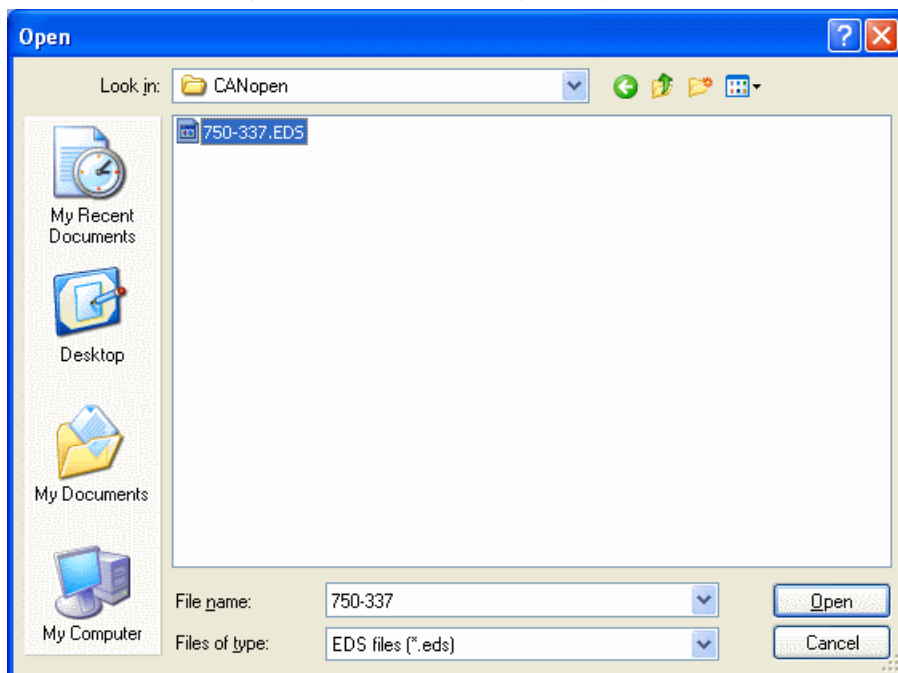 Open
Look in:
CANopen
750-337.EDS
My Recent
Documents
Desktop
My Documents
My Computer
File name:
750-337
Open
Files of type:
EDS files (*.eds)
Cancel